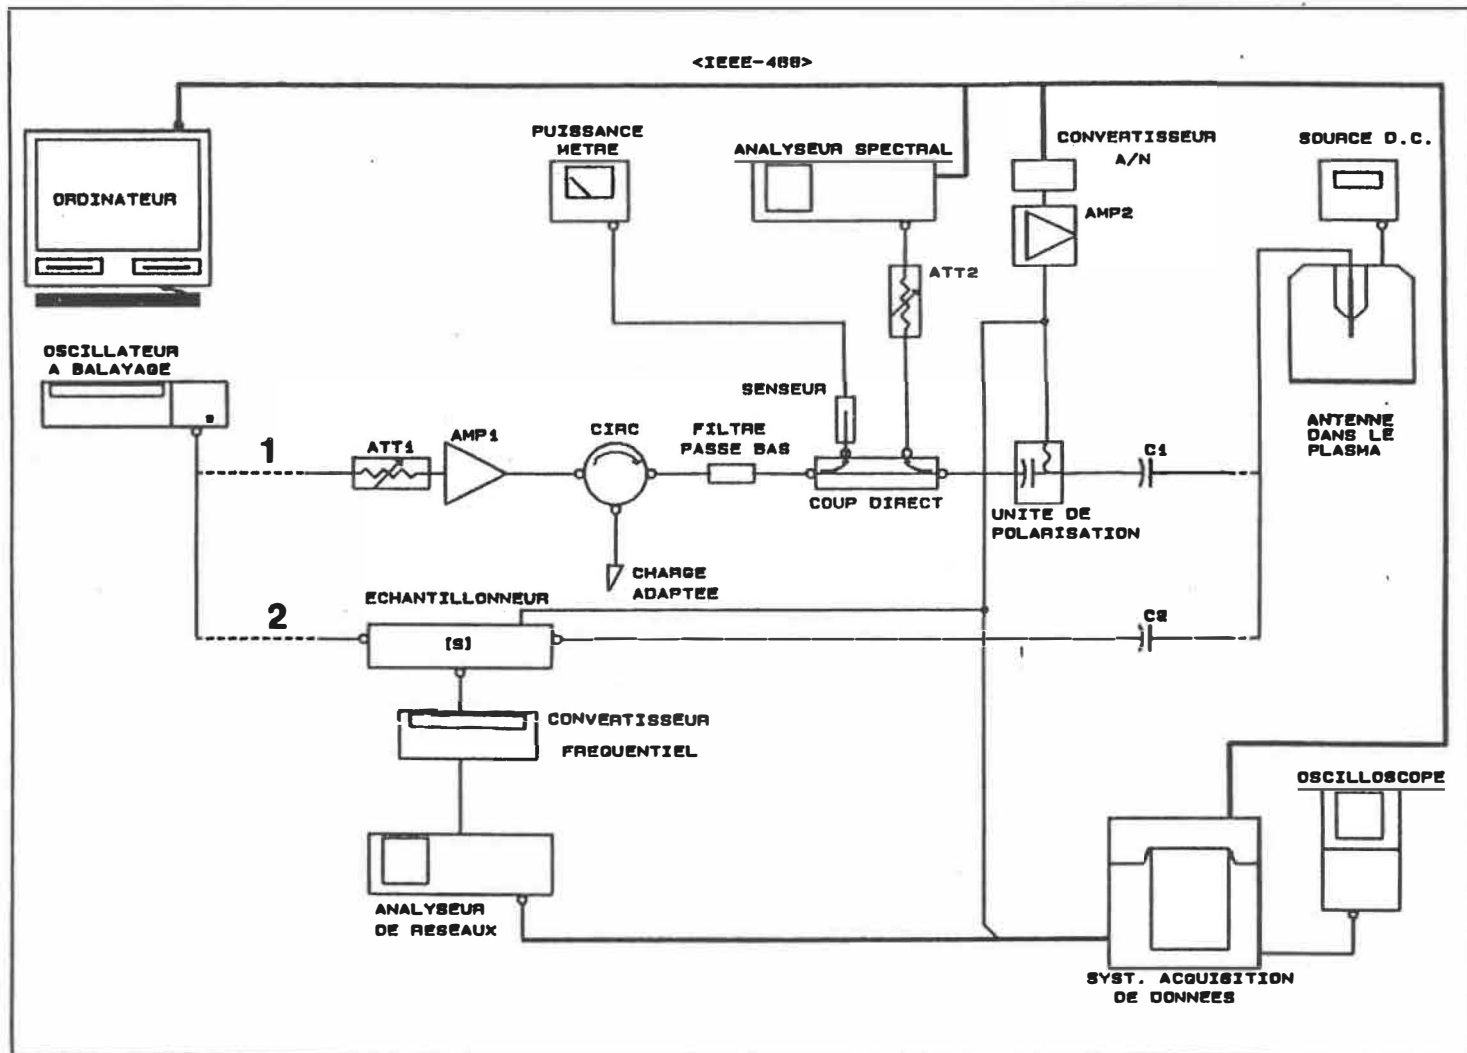 <IEEE-488>
PUISSANCE
METRE
ANALYSEUR SPECTRAL
CONVERTISSEUR
A/N
SOURCE D.C.
ORDINATEUR
AMP2
ATT2
OSCILLATEUR
A BALAYAGE
SENSEUR
1
ATT1
AMP1
CIRC
FILTRE
PASSE BAS
COUP DIRECT
UNITE DE
POLARISATION
C1
ANTENNE
DANS LE
PLASMA
CHARGE
ADAPTEE
2
ECHANTILLONNEUR
[S]
C2
CONVERTISSEUR
FREQUENTIEL
OSCILLOSCOPE
ANALYSEUR
DE RESEAUX
SYST. ACQUISITION
DE DONNEES